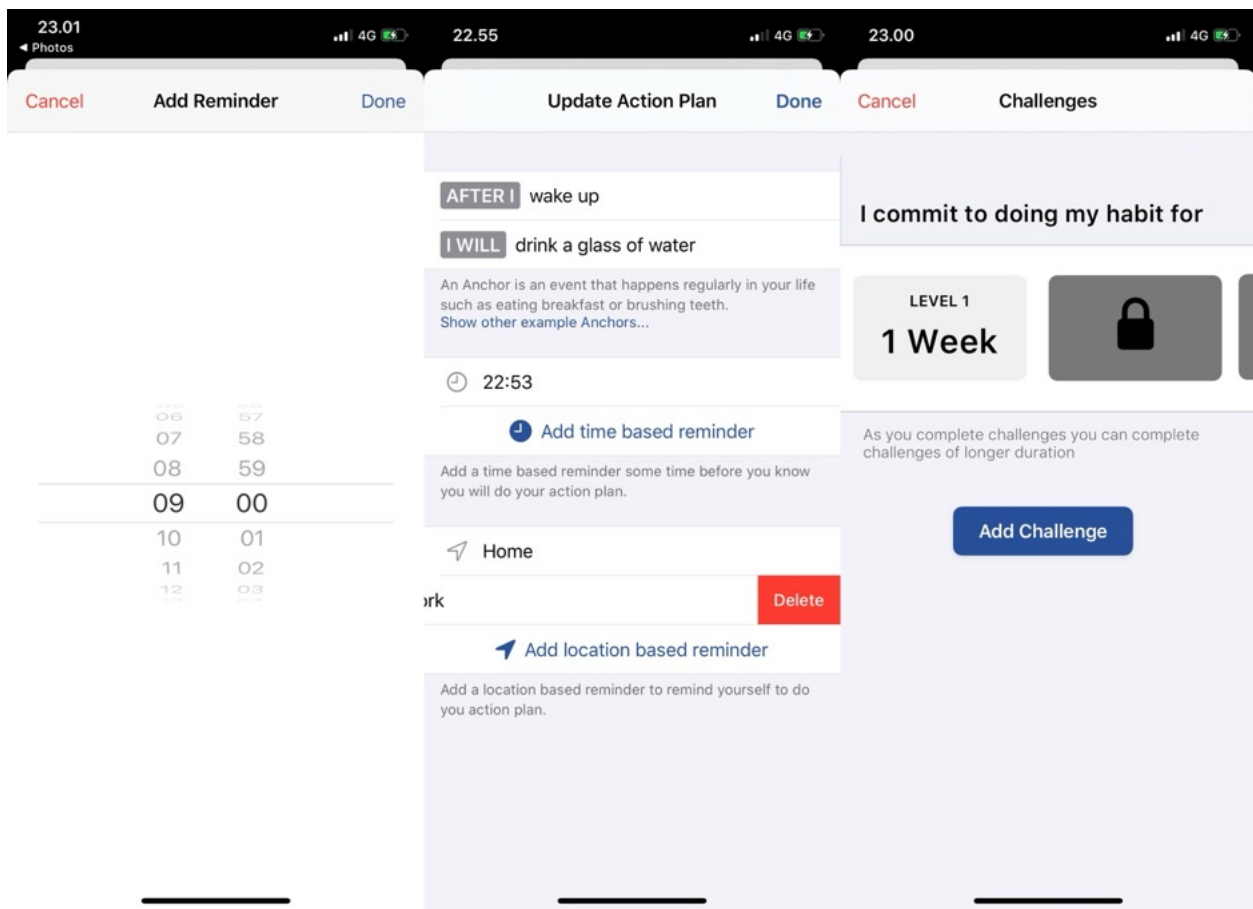 23.01
4G
◀ Photos
Cancel
Add Reminder
Done
06 57
07 58
08 59
09 00
10 01
11 02
12 03
22.55
4G
Update Action Plan
Done
AFTER I wake up
I WILL drink a glass of water
An Anchor is an event that happens regularly in your life
such as eating breakfast or brushing teeth.
Show other example Anchors...
22:53
Add time based reminder
Add a time based reminder some time before you know
you will do your action plan.
Home
ork
Delete
Add location based reminder
Add a location based reminder to remind yourself to do
you action plan.
23.00
4G
Cancel
Challenges
I commit to doing my habit for
LEVEL 1
1 Week
As you complete challenges you can complete
challenges of longer duration
Add Challenge